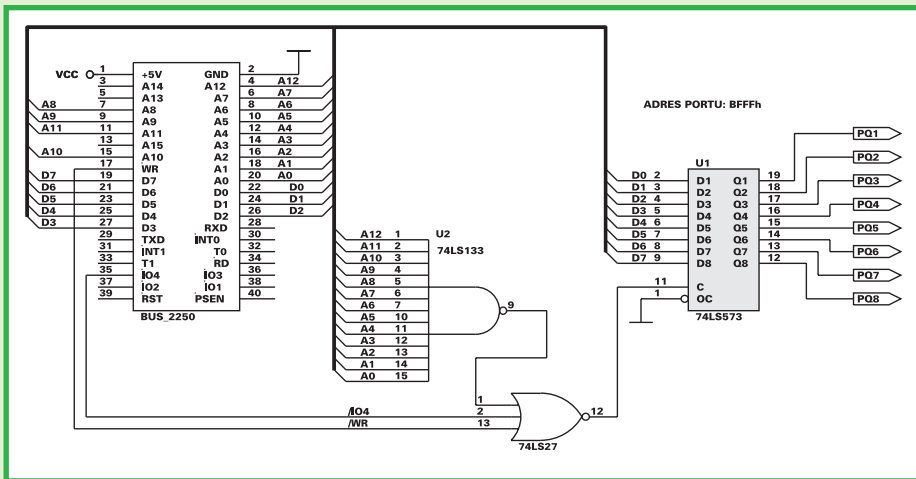 ADRES PORTU: BFFFh
VCC 1 +5V GND 2
3 A14 A12 4 A12
5 A13 A7 6 A7
A8 7 A8 A6 8 A6
A9 9 A9 A5 10 A5
A11 11 A11 A4 12 A4
13 A15 A3 14 A3
A10 15 A10 A2 16 A2
17 WR A1 18 A1
D7 19 D7 A0 20 A0
D6 21 D6 D0 22 D0
D5 23 D5 D1 24 D1
D4 25 D4 D2 26 D2
D3 27 D3 RXD 28
29 TXD INT0 30
31 INT1 T0 32
33 T1 RD 34
35 IO4 IO3 36
37 IO2 IO1 38
39 RST PSEN 40
BUS_2250
U2
74LS133
A12 1
A11 2
A10 3
A9 4
A8 5
A7 6
A6 7
A5 10
A4 11
A3 12
A2 13
A1 14
A0 15
9
1
/IO4 2
/WR 13
12
74LS27
U1
D0 2 D1 Q1 19 PQ1
D1 3 D2 Q2 18 PQ2
D2 4 D3 Q3 17 PQ3
D3 5 D4 Q4 16 PQ4
D4 6 D5 Q5 15 PQ5
D5 7 D6 Q6 14 PQ6
D6 8 D7 Q7 13 PQ7
D7 9 D8 Q8 12 PQ8
11 C
1 OC
74LS573